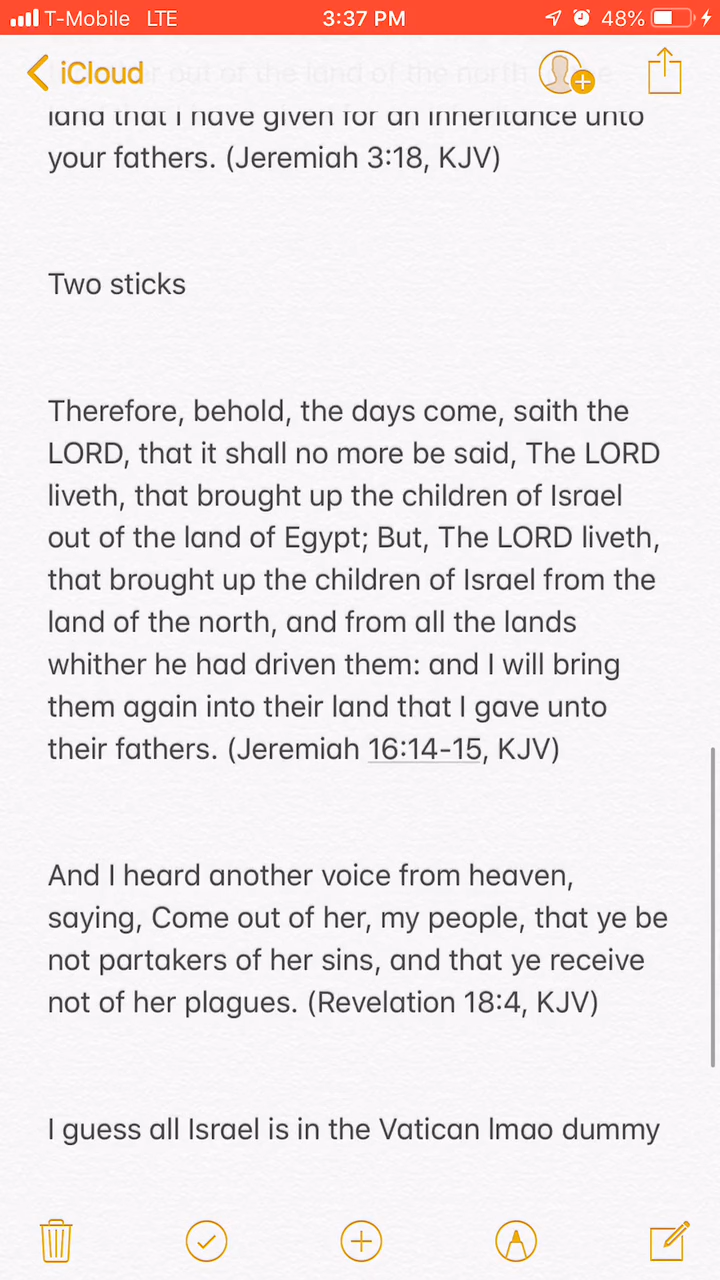 T-Mobile LTE 3:37 PM 48%
iCloud
out of the land of the north
land that I have given for an inheritance unto
your fathers. (Jeremiah 3:18, KJV)
Two sticks
Therefore, behold, the days come, saith the
LORD, that it shall no more be said, The LORD
liveth, that brought up the children of Israel
out of the land of Egypt; But, The LORD liveth,
that brought up the children of Israel from the
land of the north, and from all the lands
whither he had driven them: and I will bring
them again into their land that I gave unto
their fathers. (Jeremiah 16:14-15, KJV)
And I heard another voice from heaven,
saying, Come out of her, my people, that ye be
not partakers of her sins, and that ye receive
not of her plagues. (Revelation 18:4, KJV)
I guess all Israel is in the Vatican lmao dummy